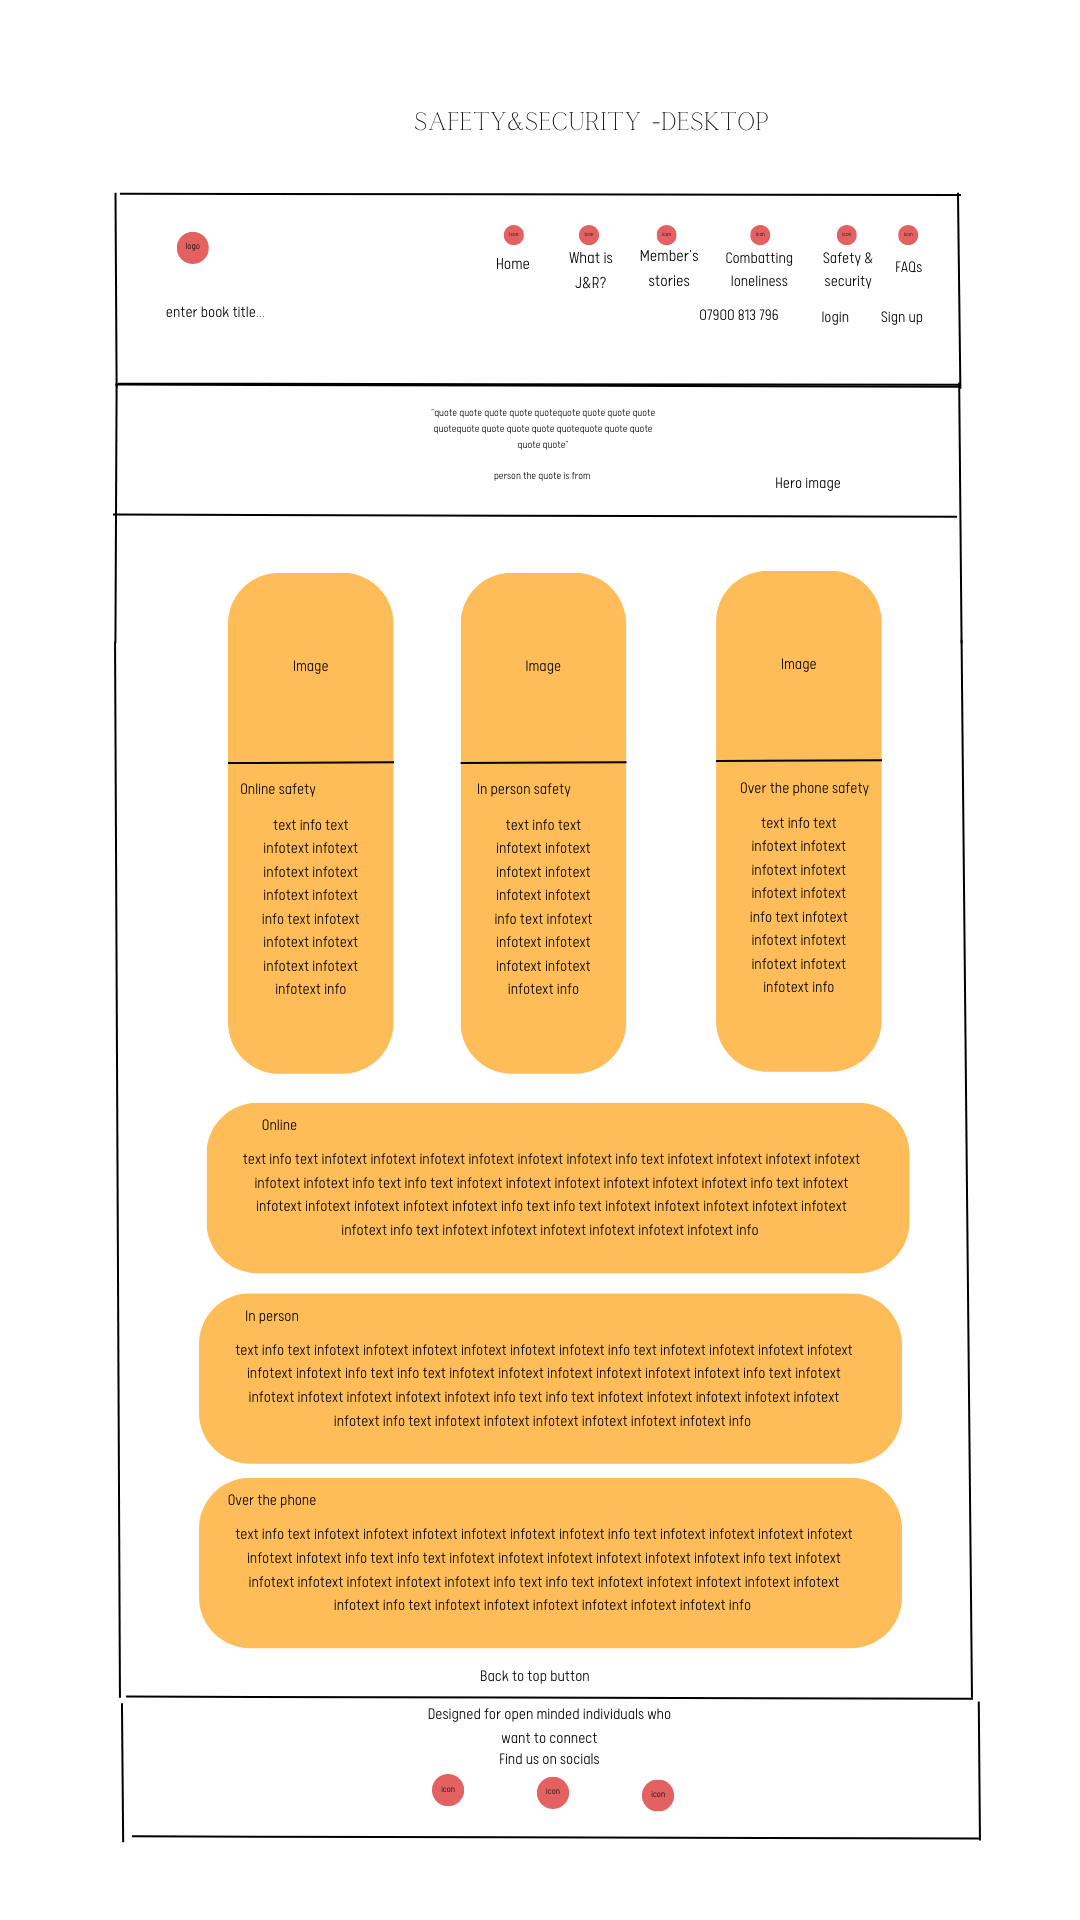 SAFETY&SECURITY -DESKTOP
logo
icon
icon
icon
icon
icon
icon
Home
What is
J&R?
Member's
stories
Combatting
loneliness
Safety &
security
FAQs
enter book title...
07900 813 796
login
Sign up
"quote quote quote quote quotequote quote quote quote
quotequote quote quote quote quotequote quote quote
quote quote"
person the quote is from
Hero image
Image
Online safety
text info text
infotext infotext
infotext infotext
infotext infotext
info text infotext
infotext infotext
infotext infotext
infotext info
Image
In person safety
text info text
infotext infotext
infotext infotext
infotext infotext
info text infotext
infotext infotext
infotext infotext
infotext info
Image
Over the phone safety
text info text
infotext infotext
infotext infotext
infotext infotext
info text infotext
infotext infotext
infotext infotext
infotext info
Online
text info text infotext infotext infotext infotext infotext infotext info text infotext infotext infotext infotext
infotext infotext info text info text infotext infotext infotext infotext infotext infotext info text infotext
infotext infotext infotext infotext infotext info text info text infotext infotext infotext infotext infotext
infotext info text infotext infotext infotext infotext infotext infotext info
In person
text info text infotext infotext infotext infotext infotext infotext info text infotext infotext infotext infotext
infotext infotext info text info text infotext infotext infotext infotext infotext infotext info text infotext
infotext infotext infotext infotext infotext info text info text infotext infotext infotext infotext infotext
infotext info text infotext infotext infotext infotext infotext infotext info
Over the phone
text info text infotext infotext infotext infotext infotext infotext info text infotext infotext infotext infotext
infotext infotext info text info text infotext infotext infotext infotext infotext infotext info text infotext
infotext infotext infotext infotext infotext info text info text infotext infotext infotext infotext infotext
infotext info text infotext infotext infotext infotext infotext infotext info
Back to top button
Designed for open minded individuals who
want to connect
Find us on socials
icon
icon
icon